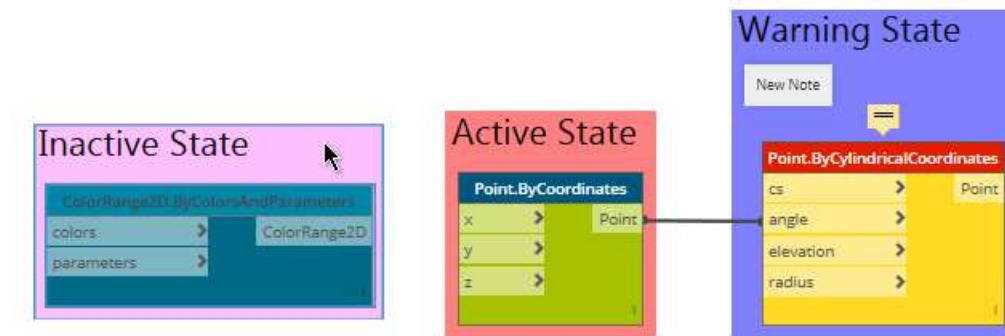 Warning State
New Note
Inactive State
Active State
ColorRange2D.ByColorsAndParameters
colors
ColorRange2D
parameters
Point.ByCoordinates
x
Point
y
z
Point.ByCylindricalCoordinates
cs
Point
angle
elevation
radius